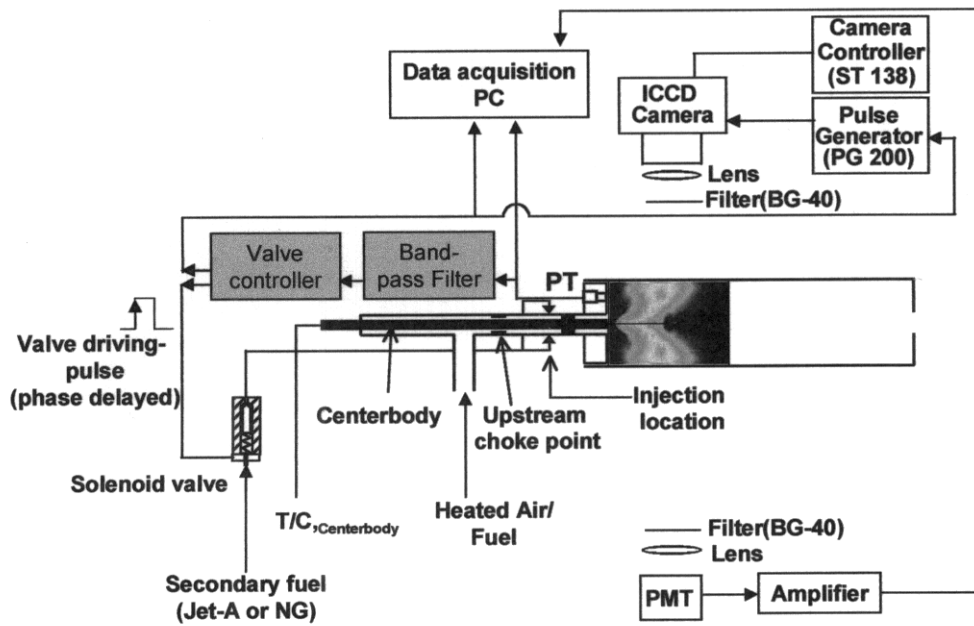 Data acquisition
PC
Camera
Controller
(ST 138)
ICCD
Camera
Pulse
Generator
(PG 200)
Lens
Filter(BG-40)
Valve
controller
Band-
pass Filter
PT
Valve driving-
pulse
(phase delayed)
Centerbody
Upstream
choke point
Injection
location
Solenoid valve
T/C,Centerbody
Heated Air/
Fuel
Secondary fuel
(Jet-A or NG)
Filter(BG-40)
Lens
PMT
Amplifier